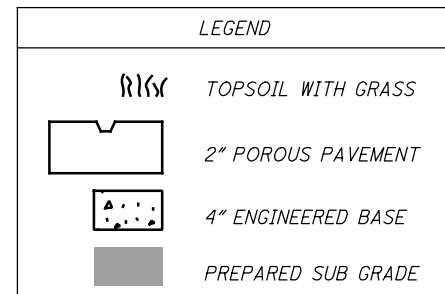 LEGEND
TOPSOIL WITH GRASS
2" POROUS PAVEMENT
4" ENGINEERED BASE
PREPARED SUB GRADE